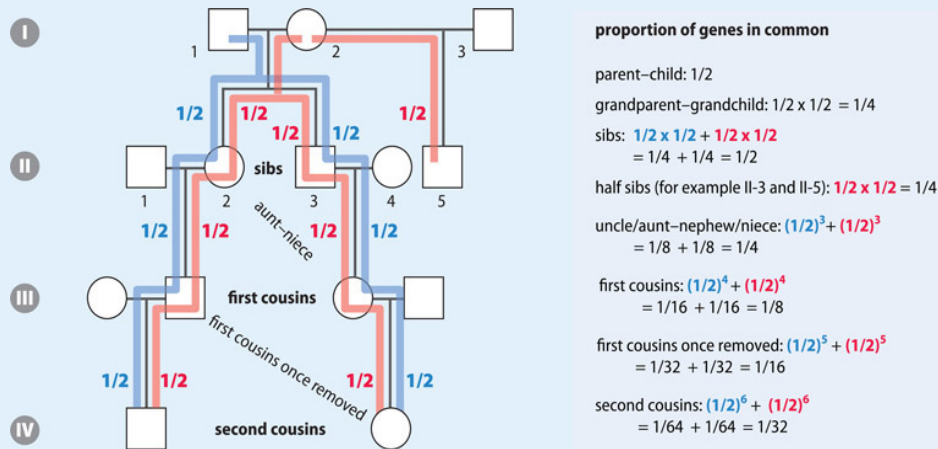 I
1
2
3
1/2
1/2
1/2
1/2
1/2
II
sibs
1
2
3
4
5
aunt–niece
1/2
1/2
1/2
1/2
III
first cousins
first cousins once removed
1/2
1/2
1/2
1/2
IV
second cousins
proportion of genes in common
parent–child: 1/2
grandparent–grandchild: 1/2 x 1/2 = 1/4
sibs: 1/2 x 1/2 + 1/2 x 1/2
= 1/4 + 1/4 = 1/2
half sibs (for example II-3 and II-5): 1/2 x 1/2 = 1/4
uncle/aunt–nephew/niece: (1/2)³ + (1/2)³
= 1/8 + 1/8 = 1/4
first cousins: (1/2)⁴ + (1/2)⁴
= 1/16 + 1/16 = 1/8
first cousins once removed: (1/2)⁵ + (1/2)⁵
= 1/32 + 1/32 = 1/16
second cousins: (1/2)⁶ + (1/2)⁶
= 1/64 + 1/64 = 1/32